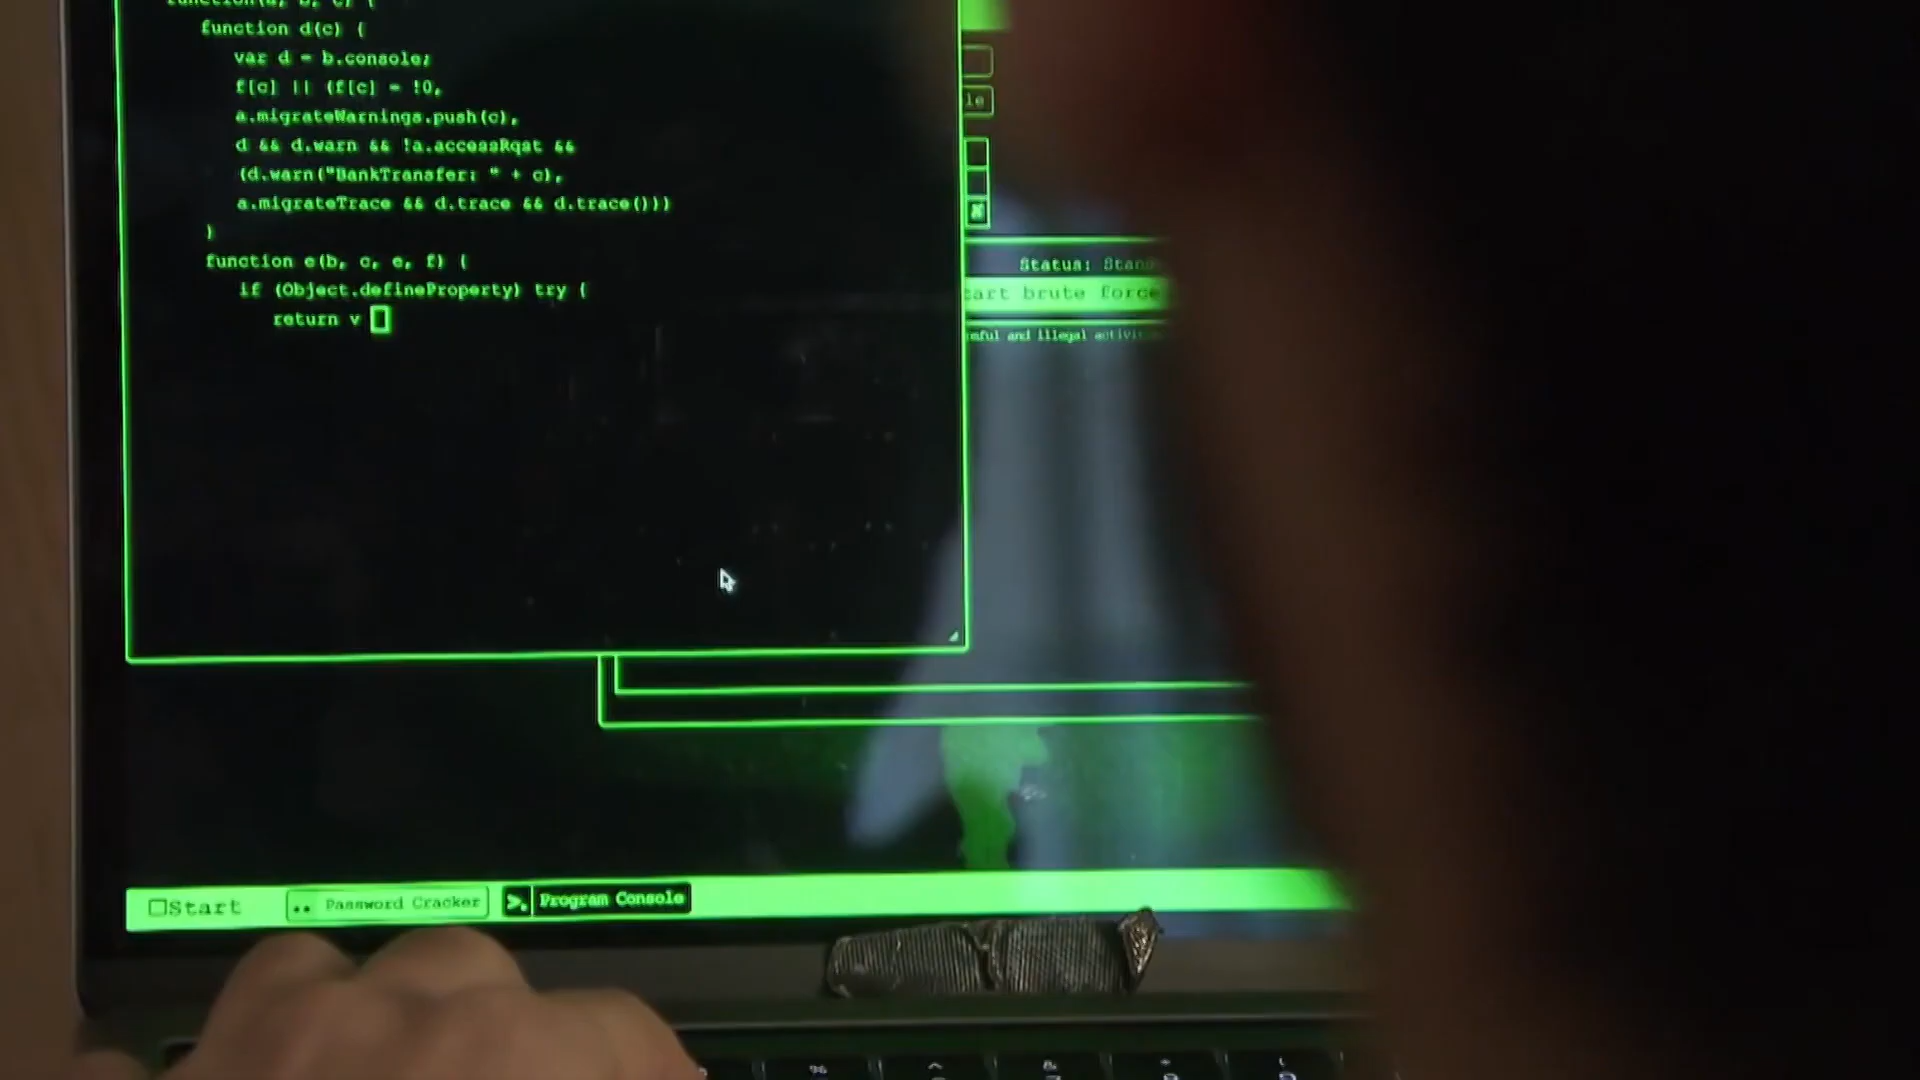 function(a, b, c) {
function d(c) {
var d = b.console;
f[c] || (f[c] = !0,
a.migrateWarnings.push(c),
d && d.warn && !a.accessRqst &&
(d.warn("BankTransfer: " + c),
a.migrateTrace && d.trace && d.trace()))
}
function e(b, c, e, f) {
if (Object.defineProperty) try {
return v
Status:
brute force
and illegal
Start
Password Cracker
>. Program Console